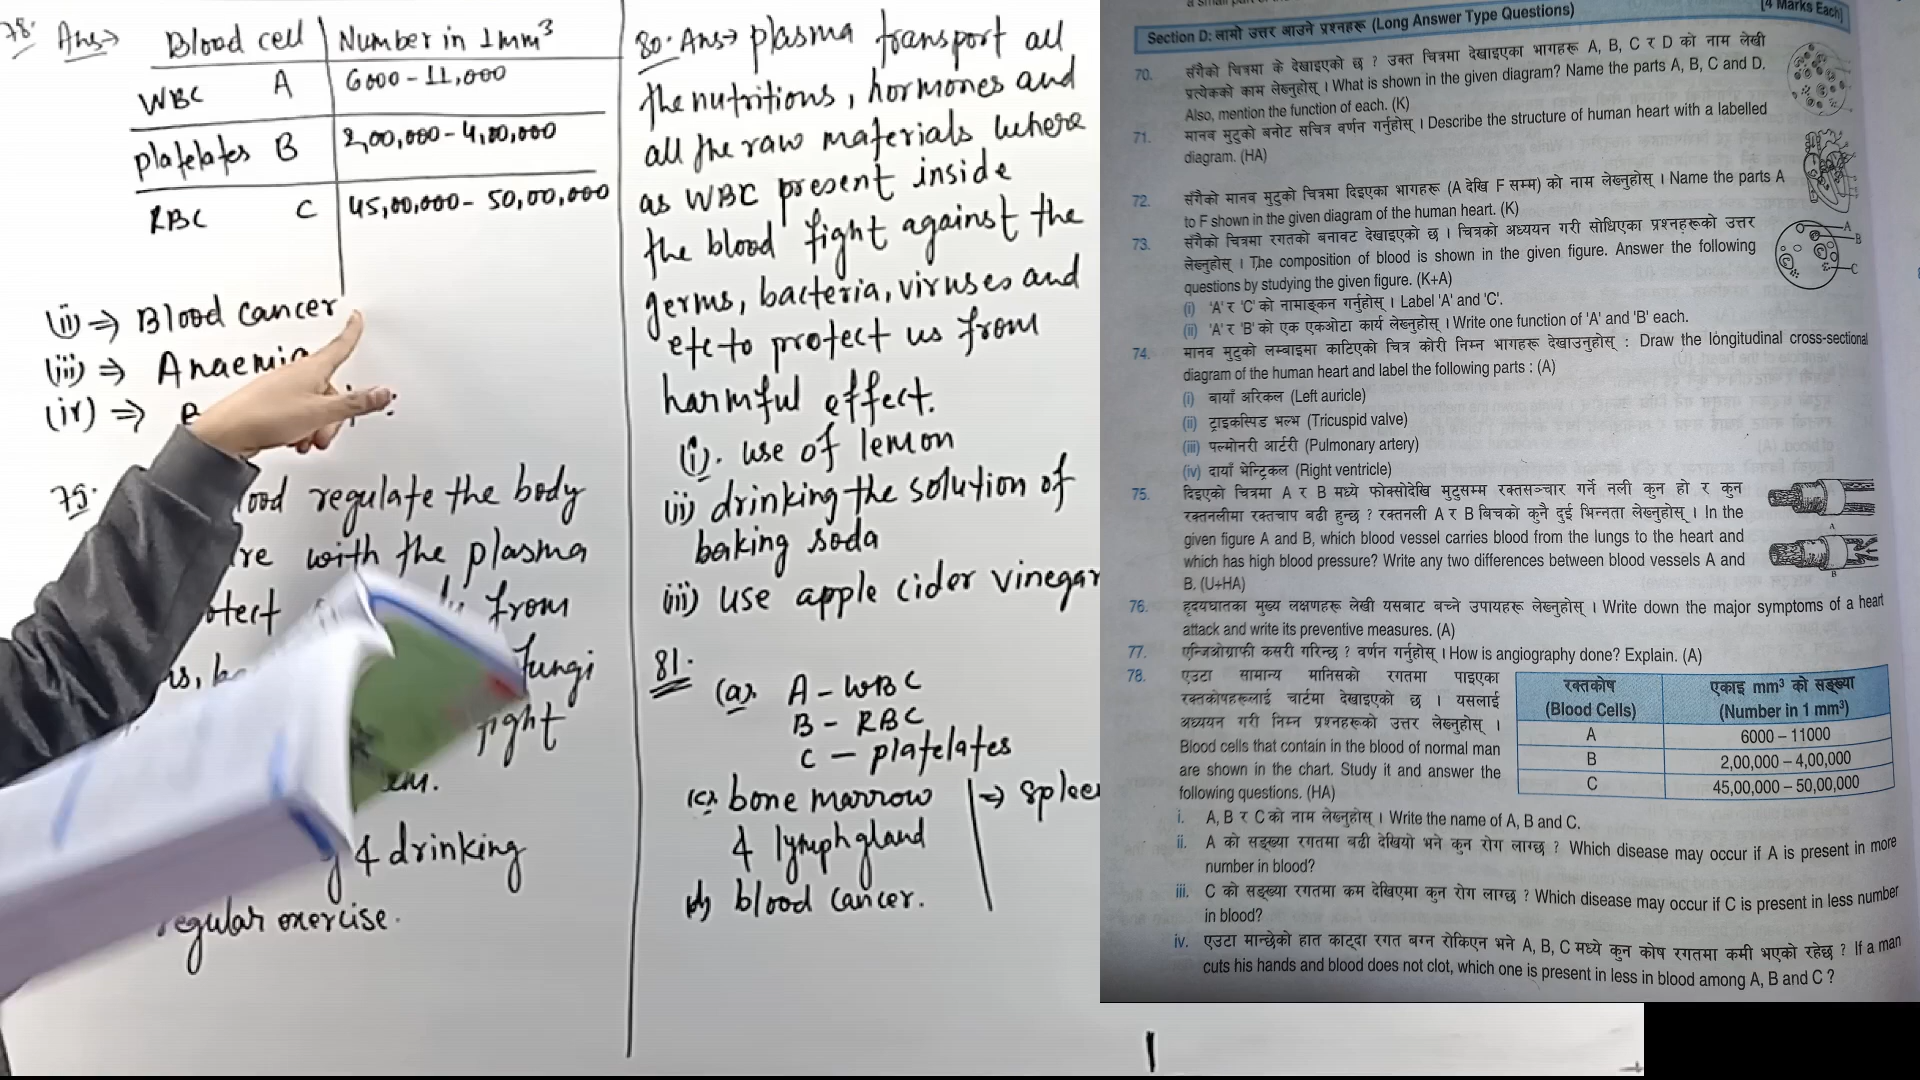 78. Ans→ Blood cell Number in 1mm³
WBC A 6000-11,000
platelates B 2,00,000-4,00,000
RBC C 45,00,000-50,00,000
(ii) ⇒ Blood cancer
(iii) ⇒ Anaemia
(iv) ⇒
ood regulate the body
re with the plasma
otect from
fungi
fight
& drinking
regular exercise.
80. Ans→ plasma transport all
the nutritions, hormones and
all the raw materials where
as WBC present inside
the blood fight against the
germs, bacteria, viruses and
etc to protect us from
harmful effect.
(i). use of lemon
ii) drinking the solution of
baking soda
iii) use apple cider vinegar
81.
(a). A - WBC
B - RBC
C - platelates
(c) bone marrow → spleen
& lymph gland
(d) blood cancer.
[4 Marks Each]
Section D: लामो उत्तर आउने प्रश्नहरू (Long Answer Type Questions)
70. सँगैको चित्रमा के देखाइएको छ ? उक्त चित्रमा देखाइएका भागहरू A, B, C र D को नाम लेखी
प्रत्येकको काम लेख्नुहोस् । What is shown in the given diagram? Name the parts A, B, C and D.
Also, mention the function of each. (K)
71. मानव मुटुको बनोट सचित्र वर्णन गर्नुहोस् । Describe the structure of human heart with a labelled
diagram. (HA)
72. सँगैको मानव मुटुको चित्रमा दिइएका भागहरू (A देखि F सम्म) को नाम लेख्नुहोस् । Name the parts A
to F shown in the given diagram of the human heart. (K)
73. सँगैको चित्रमा रगतको बनावट देखाइएको छ । चित्रको अध्ययन गरी सोधिएका प्रश्नहरूको उत्तर
लेख्नुहोस् । The composition of blood is shown in the given figure. Answer the following
questions by studying the given figure. (K+A)
A
B
C
(i) 'A' र 'C' को नामाङ्कन गर्नुहोस् । Label 'A' and 'C'.
(ii) 'A' र 'B' को एक एकओटा कार्य लेख्नुहोस् । Write one function of 'A' and 'B' each.
74. मानव मुटुको लम्बाइमा काटिएको चित्र कोरी निम्न भागहरू देखाउनुहोस् : Draw the longitudinal cross-sectional
diagram of the human heart and label the following parts : (A)
(i) बायाँ अरिकल (Left auricle)
(ii) ट्राइकस्पिड भल्भ (Tricuspid valve)
(iii) पल्मोनरी आर्टरी (Pulmonary artery)
(iv) दायाँ भेन्ट्रिकल (Right ventricle)
75. दिइएको चित्रमा A र B मध्ये फोक्सोदेखि मुटुसम्म रक्तसञ्चार गर्ने नली कुन हो र कुन
रक्तनलीमा रक्तचाप बढी हुन्छ ? रक्तनली A र B बिचको कुनै दुई भिन्नता लेख्नुहोस् । In the
given figure A and B, which blood vessel carries blood from the lungs to the heart and
which has high blood pressure? Write any two differences between blood vessels A and
B. (U+HA)
A
B
76. हृदयघातका मुख्य लक्षणहरू लेखी यसबाट बच्ने उपायहरू लेख्नुहोस् । Write down the major symptoms of a heart
attack and write its preventive measures. (A)
77. एन्जिओग्राफी कसरी गरिन्छ ? वर्णन गर्नुहोस् । How is angiography done? Explain. (A)
78. एउटा सामान्य मानिसको रगतमा पाइएका
रक्तकोषहरूलाई चार्टमा देखाइएको छ । यसलाई
अध्ययन गरी निम्न प्रश्नहरूको उत्तर लेख्नुहोस् ।
Blood cells that contain in the blood of normal man
are shown in the chart. Study it and answer the
following questions. (HA)
रक्तकोष एकाइ mm³ को सङ्ख्या
(Blood Cells) (Number in 1 mm³)
A 6000 – 11000
B 2,00,000 – 4,00,000
C 45,00,000 – 50,00,000
i. A, B र C को नाम लेख्नुहोस् । Write the name of A, B and C.
ii. A को सङ्ख्या रगतमा बढी देखियो भने कुन रोग लाग्छ ? Which disease may occur if A is present in more
number in blood?
iii. C को सङ्ख्या रगतमा कम देखिएमा कुन रोग लाग्छ ? Which disease may occur if C is present in less number
in blood?
iv. एउटा मान्छेको हात काट्दा रगत बग्न रोकिएन भने A, B, C मध्ये कुन कोष रगतमा कमी भएको रहेछ ? If a man
cuts his hands and blood does not clot, which one is present in less in blood among A, B and C ?